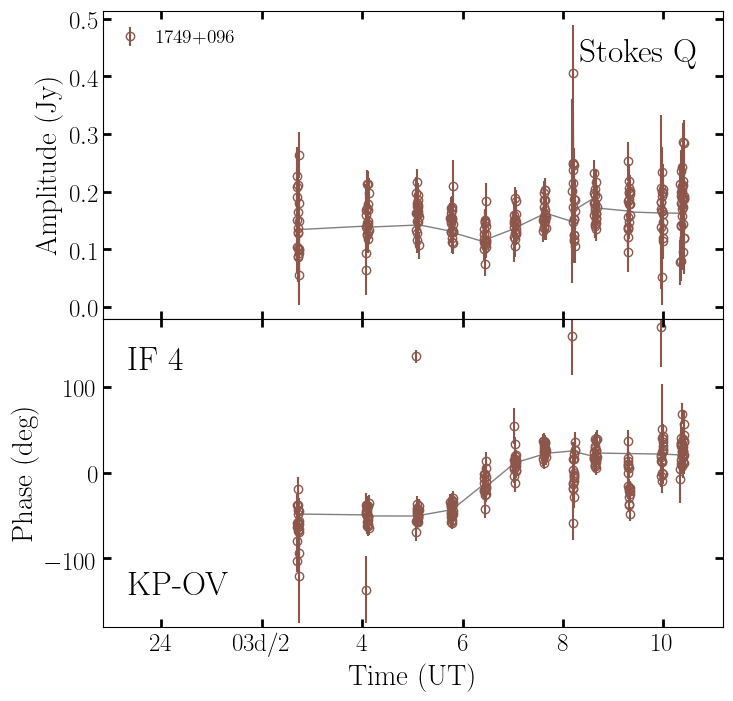 0.5
1749+096
Stokes Q
0.4
0.3
0.2
0.1
0.0
Amplitude (Jy)
IF 4
100
0
−100
Phase (deg)
KP-OV
24 03d/2 4 6 8 10
Time (UT)